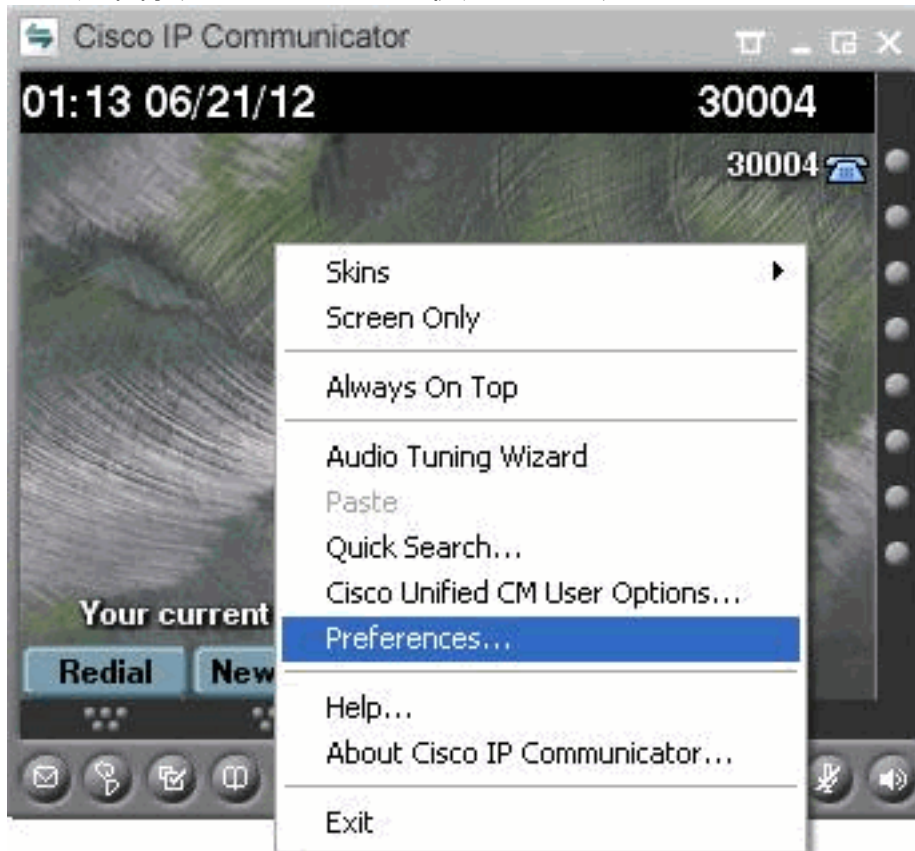 Cisco IP Communicator
01:13 06/21/12 30004
30004
Skins
Screen Only
Always On Top
Audio Tuning Wizard
Paste
Quick Search...
Cisco Unified CM User Options...
Your current
Preferences...
Redial New
Help...
About Cisco IP Communicator...
Exit